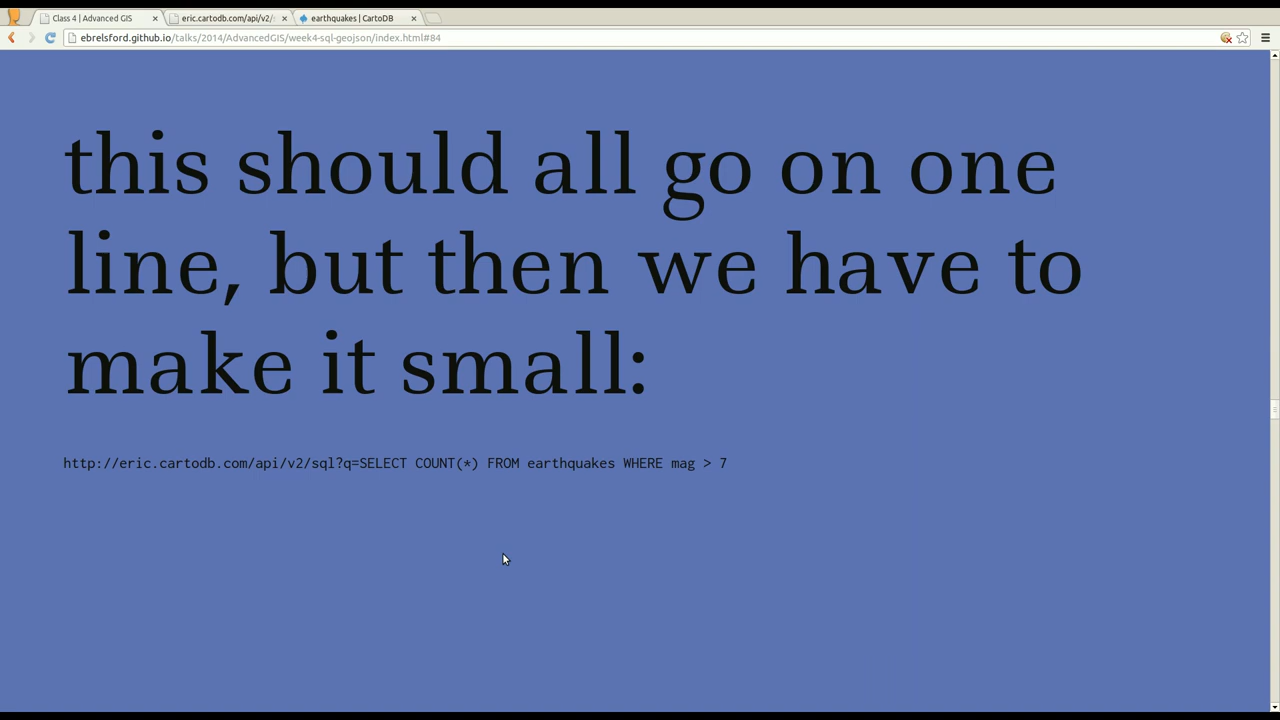 Class 4 | Advanced GIS
eric.cartodb.com/api/v2/
earthquakes | CartoDB
ebrelsford.github.io/talks/2014/AdvancedGIS/week4-sql-geojson/index.html#84
this should all go on one
line, but then we have to
make it small:
http://eric.cartodb.com/api/v2/sql?q=SELECT COUNT(*) FROM earthquakes WHERE mag > 7